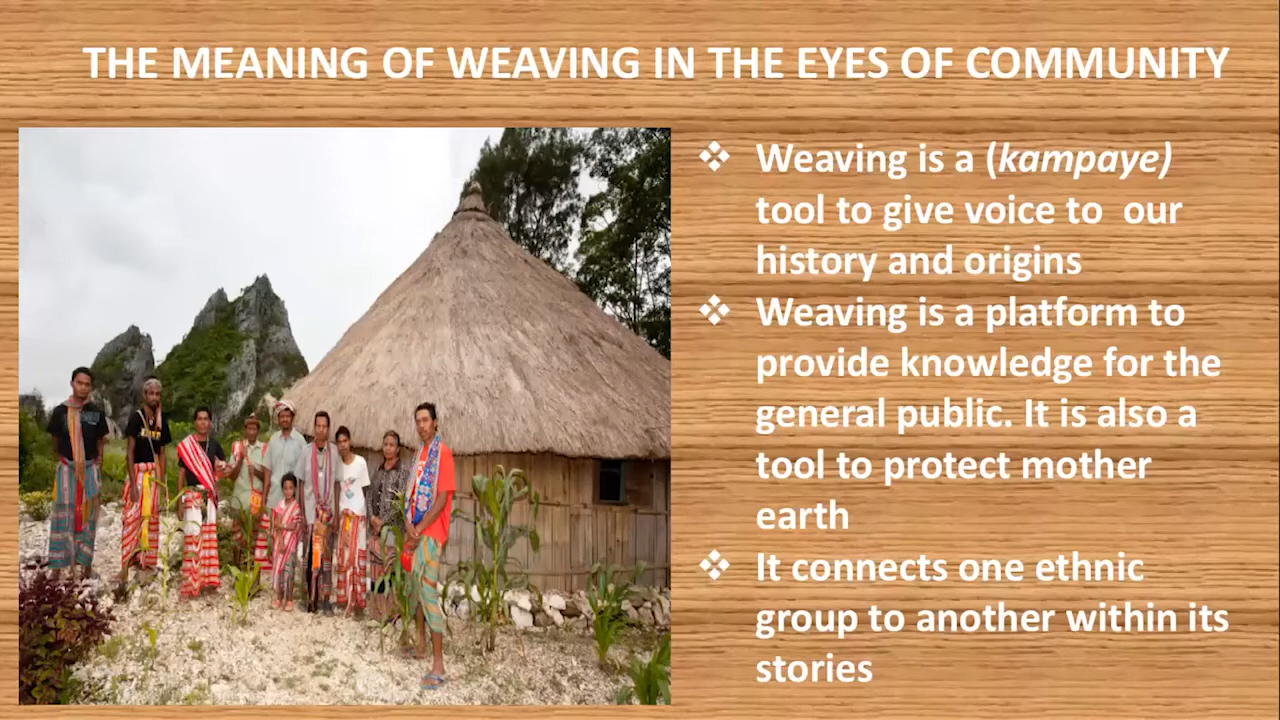 THE MEANING OF WEAVING IN THE EYES OF COMMUNITY
❖ Weaving is a (kampaye)
tool to give voice to our
history and origins
❖ Weaving is a platform to
provide knowledge for the
general public. It is also a
tool to protect mother
earth
❖ It connects one ethnic
group to another within its
stories